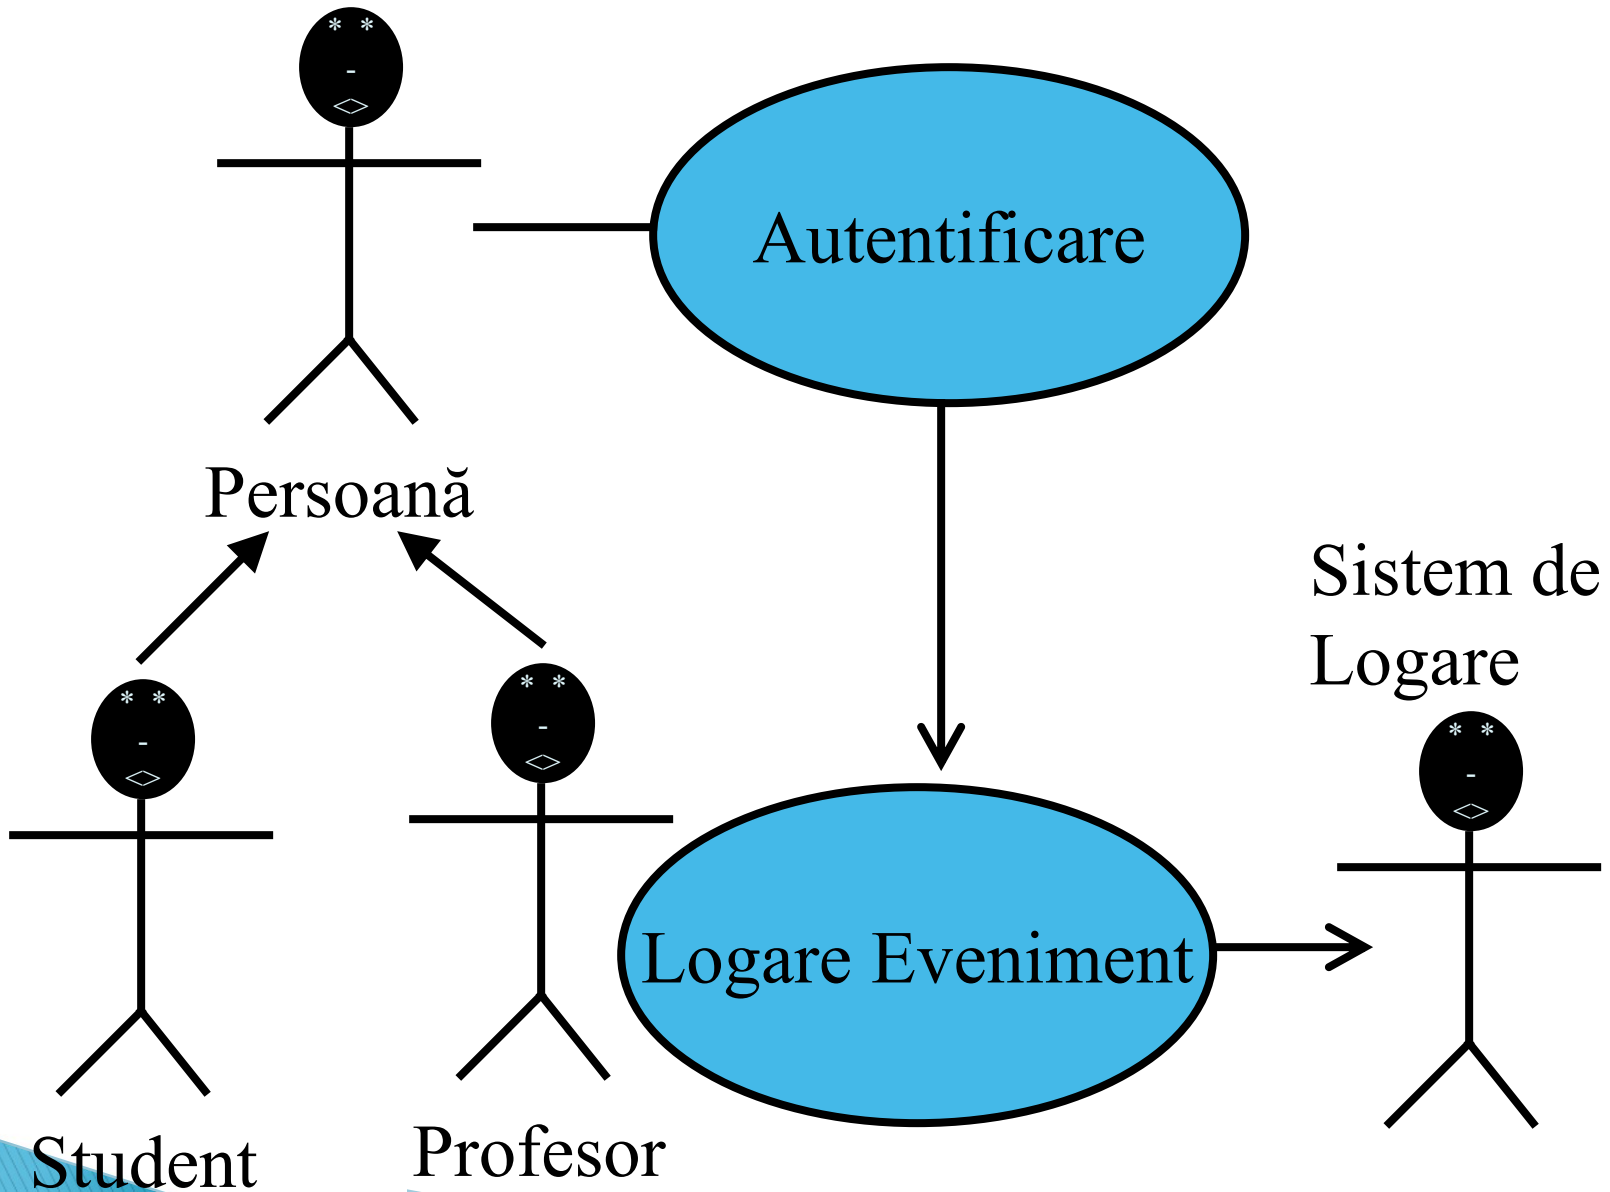 * *
-
<>
Autentificare
Persoană
Sistem de
Logare
* *
-
<>
* *
-
<>
* *
-
<>
Logare Eveniment
Student
Profesor